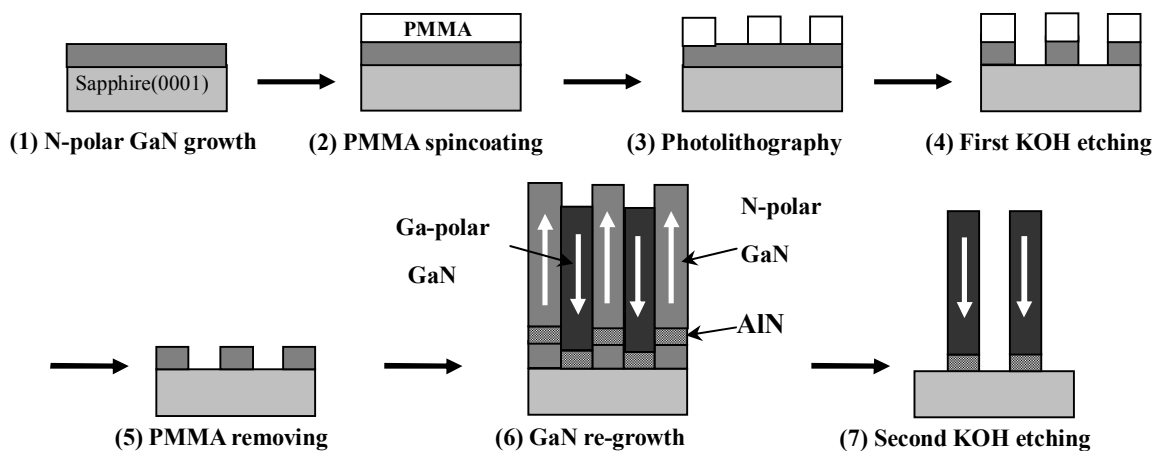 PMMA
Sapphire(0001)
(1) N-polar GaN growth
(2) PMMA spincoating
(3) Photolithography
(4) First KOH etching
Ga-polar
GaN
N-polar
GaN
AlN
(5) PMMA removing
(6) GaN re-growth
(7) Second KOH etching